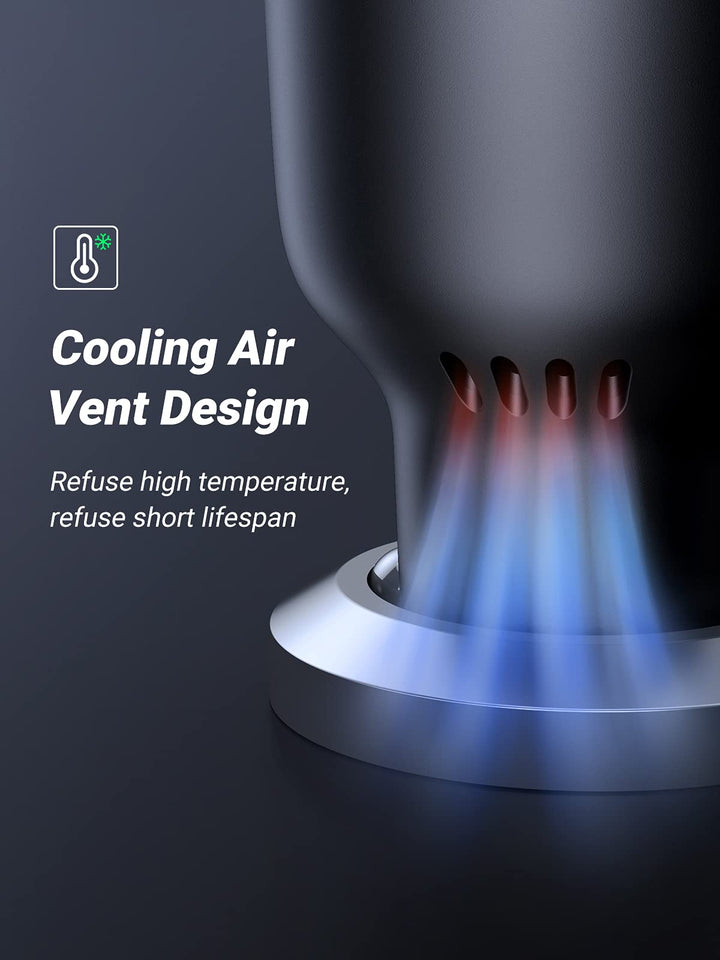 Cooling Air
Vent Design
Refuse high temperature,
refuse short lifespan